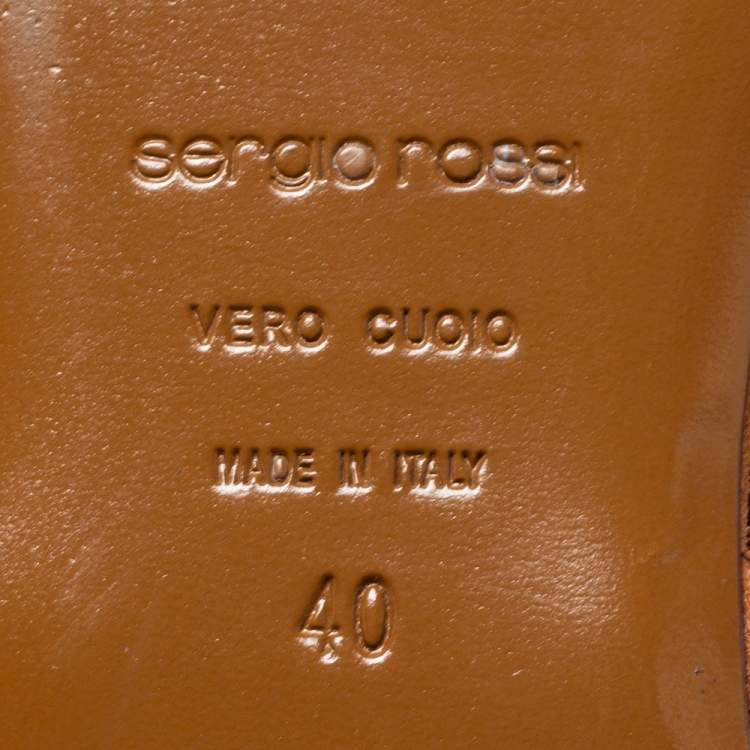 sergio rossi
VERO CUOIO
MADE IN ITALY
40